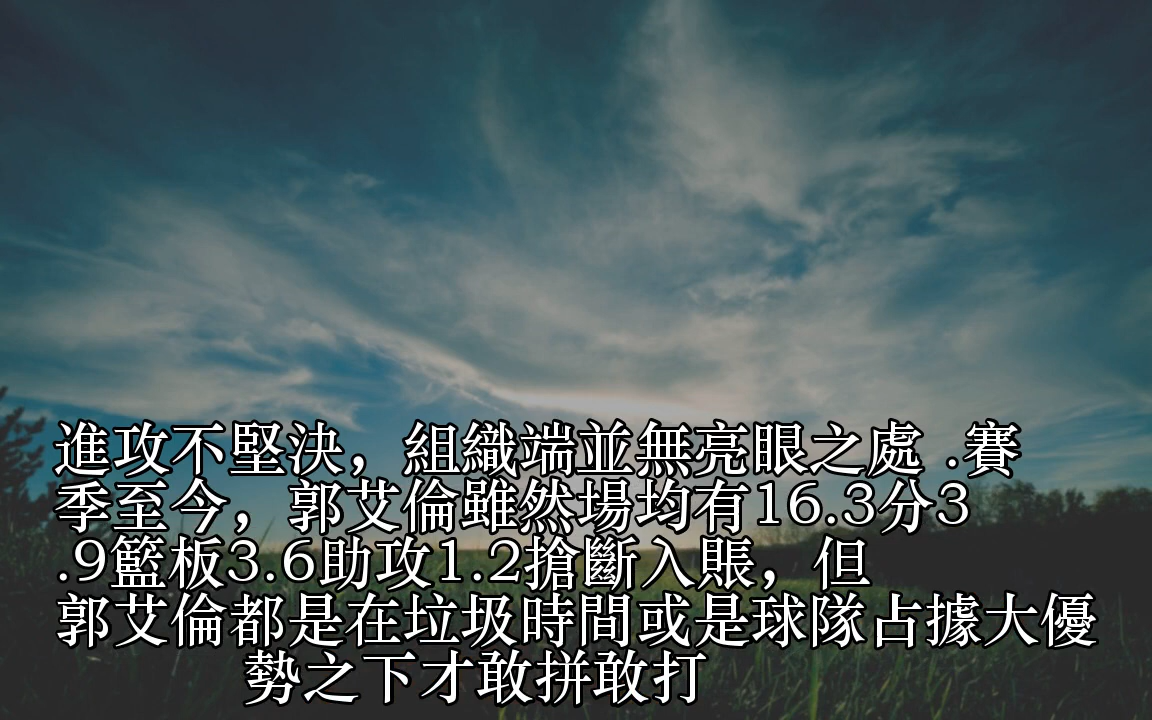 進攻不堅決，組織端並無亮眼之處 .賽
季至今，郭艾倫雖然場均有16.3分3
.9籃板3.6助攻1.2搶斷入賬，但
郭艾倫都是在垃圾時間或是球隊占據大優
勢之下才敢拼敢打